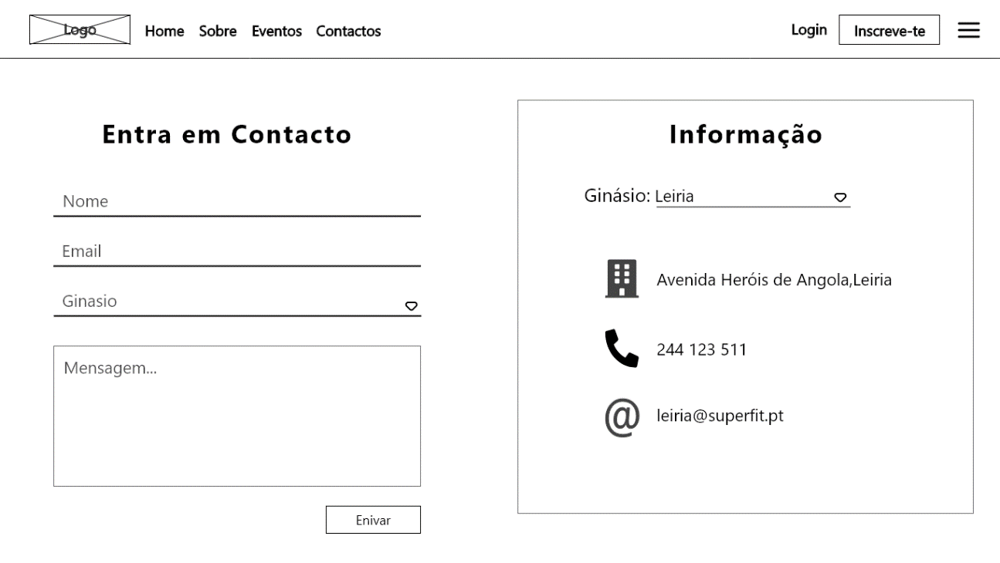 Logo Home Sobre Eventos Contactos Login Inscreve-te
Entra em Contacto
Nome
Email
Ginasio
Mensagem...
Enivar
Informação
Ginásio: Leiria
Avenida Heróis de Angola,Leiria
244 123 511
leiria@superfit.pt